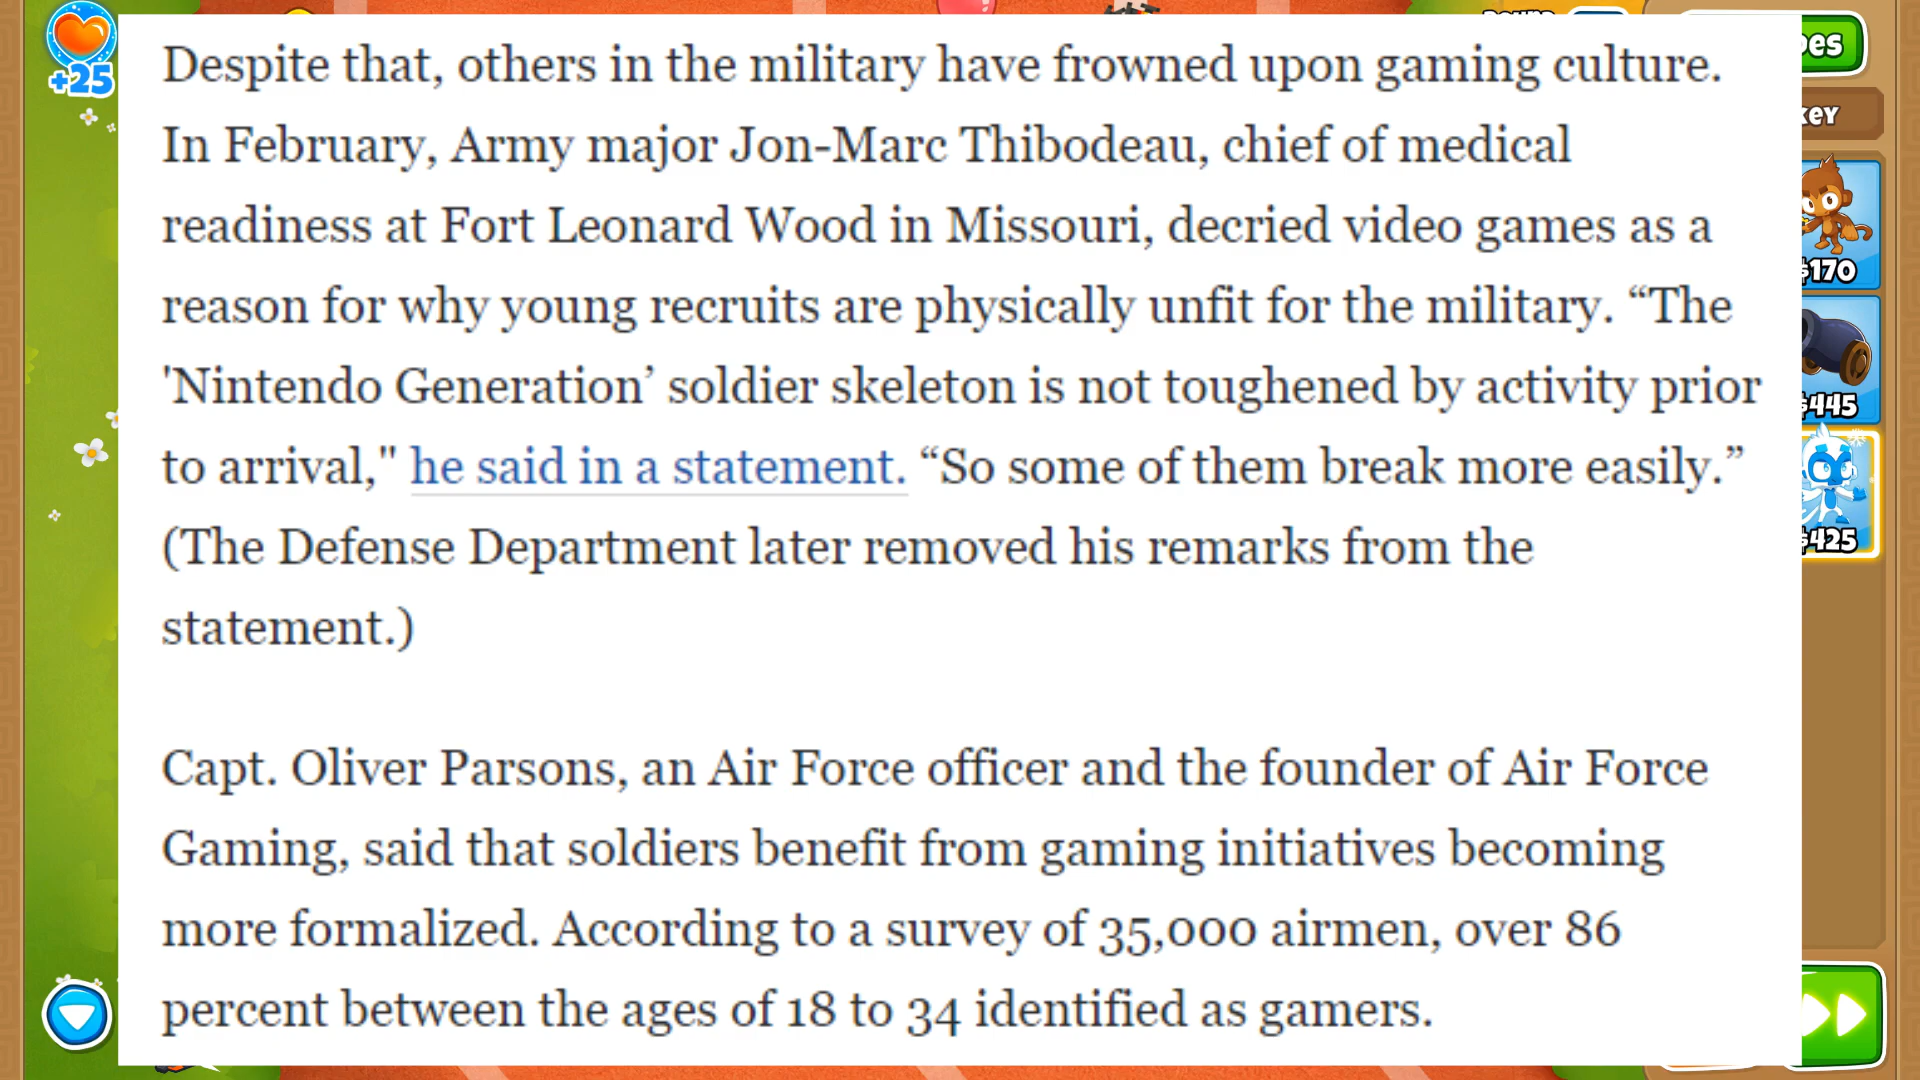 +25
Despite that, others in the military have frowned upon gaming culture.
In February, Army major Jon-Marc Thibodeau, chief of medical
readiness at Fort Leonard Wood in Missouri, decried video games as a
reason for why young recruits are physically unfit for the military. “The
'Nintendo Generation’ soldier skeleton is not toughened by activity prior
to arrival," he said in a statement. “So some of them break more easily.”
(The Defense Department later removed his remarks from the
statement.)
Capt. Oliver Parsons, an Air Force officer and the founder of Air Force
Gaming, said that soldiers benefit from gaming initiatives becoming
more formalized. According to a survey of 35,000 airmen, over 86
percent between the ages of 18 to 34 identified as gamers.
$170
$445
$425